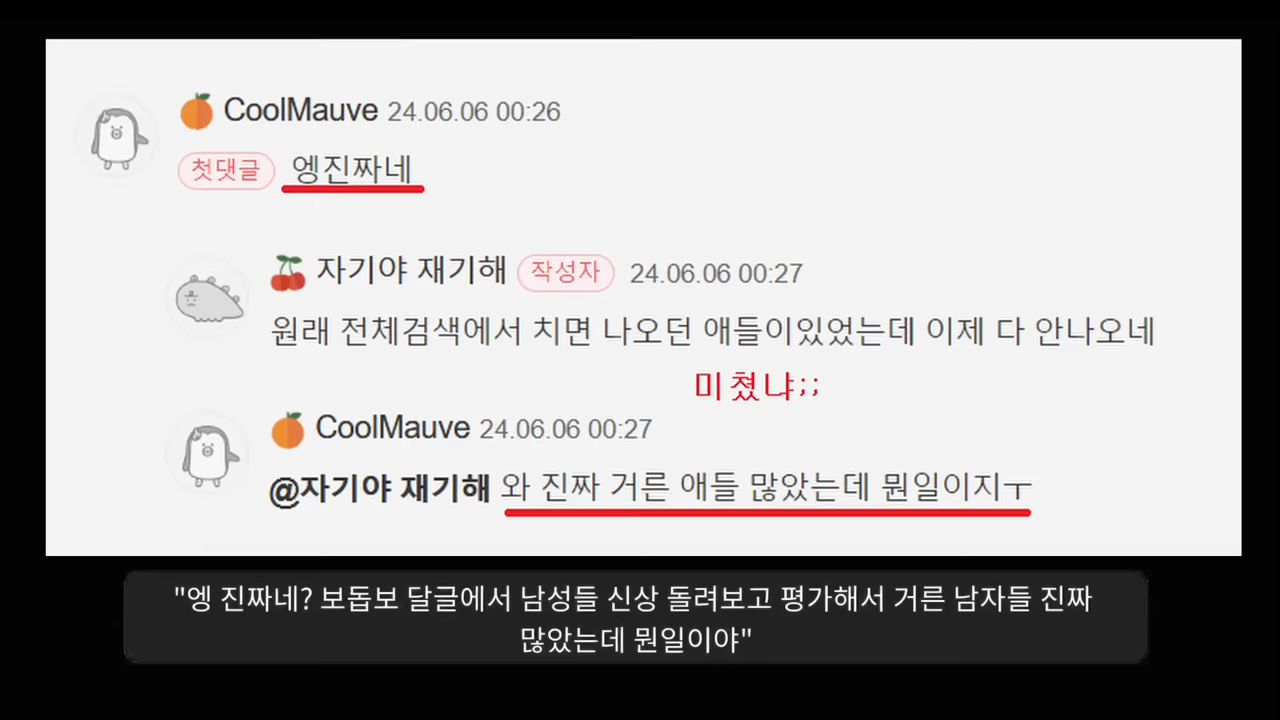 CoolMauve 24.06.06 00:26
첫댓글 엥진짜네
자기야 재기해 작성자 24.06.06 00:27
원래 전체검색에서 치면 나오던 애들이있었는데 이제 다 안나오네
미쳤냐;;
CoolMauve 24.06.06 00:27
@자기야 재기해 와 진짜 거른 애들 많았는데 뭔일이지ㅜ
"엥 진짜네? 보돕보 달글에서 남성들 신상 돌려보고 평가해서 거른 남자들 진짜
많았는데 뭔일이야"